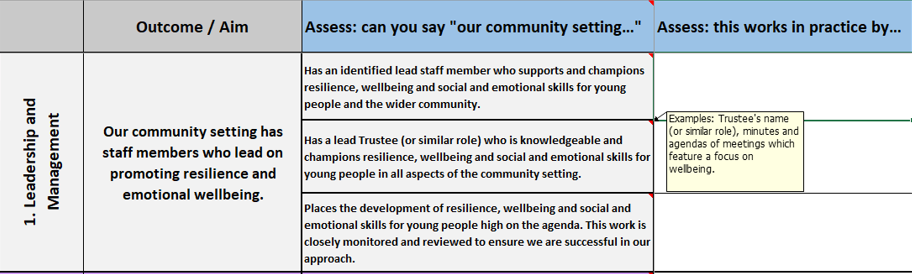 Outcome / Aim
Assess: can you say "our community setting..."
Assess: this works in practice by...
1. Leadership and
Management
Our community setting has
staff members who lead on
promoting resilience and
emotional wellbeing.
Has an identified lead staff member who supports and champions
resilience, wellbeing and social and emotional skills for young
people and the wider community.
Has a lead Trustee (or similar role) who is knowledgeable and
champions resilience, wellbeing and social and emotional skills for
young people in all aspects of the community setting.
Places the development of resilience, wellbeing and social and
emotional skills for young people high on the agenda. This work is
closely monitored and reviewed to ensure we are successful in our
approach.
Examples: Trustee's name
(or similar role), minutes and
agendas of meetings which
feature a focus on
wellbeing.